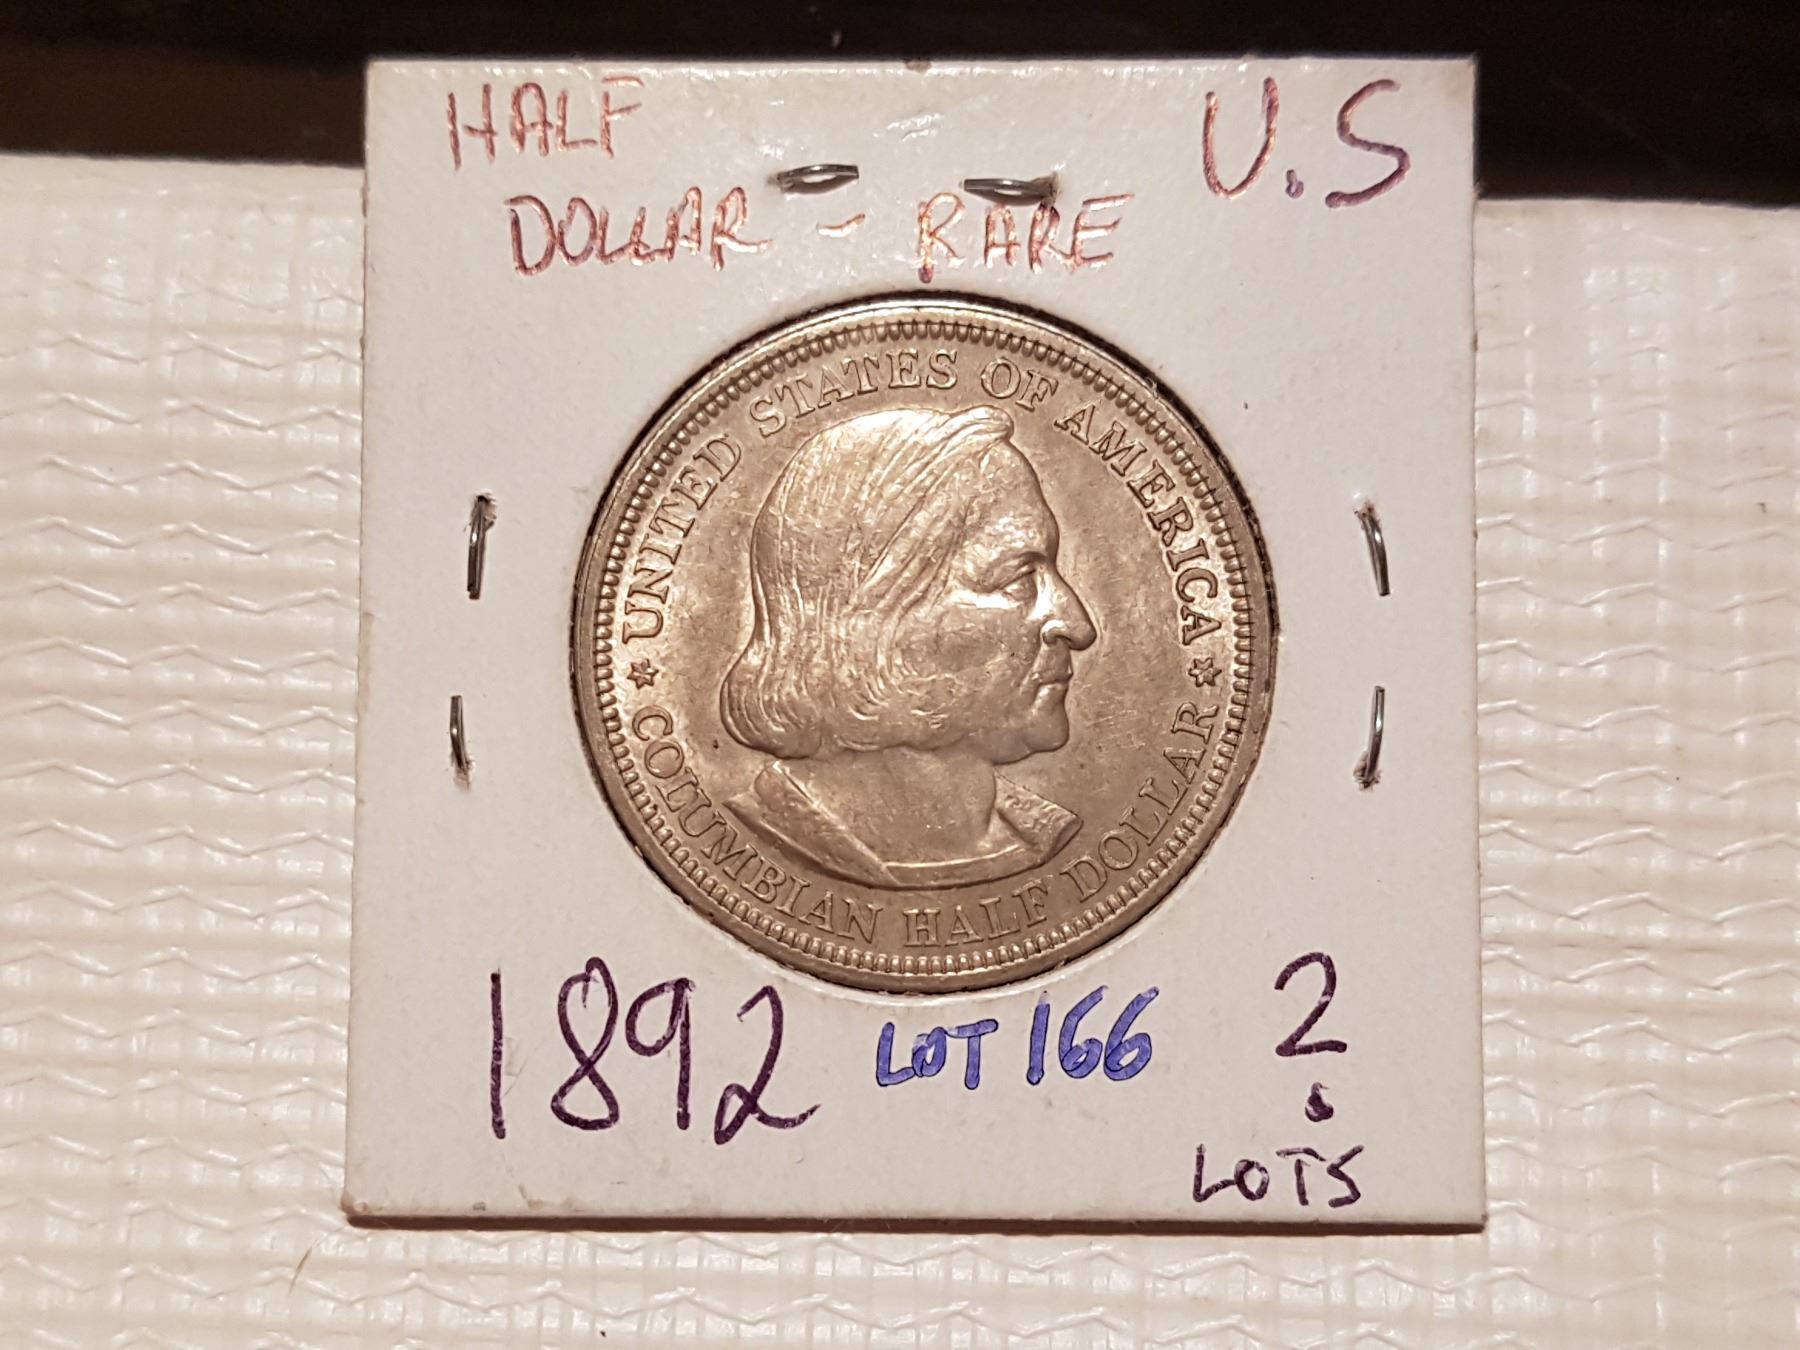 HALF
DOLLAR - RARE
U.S
UNITED STATES OF AMERICA
COLUMBIAN HALF DOLLAR
1892
LOT 166
2
LOTS